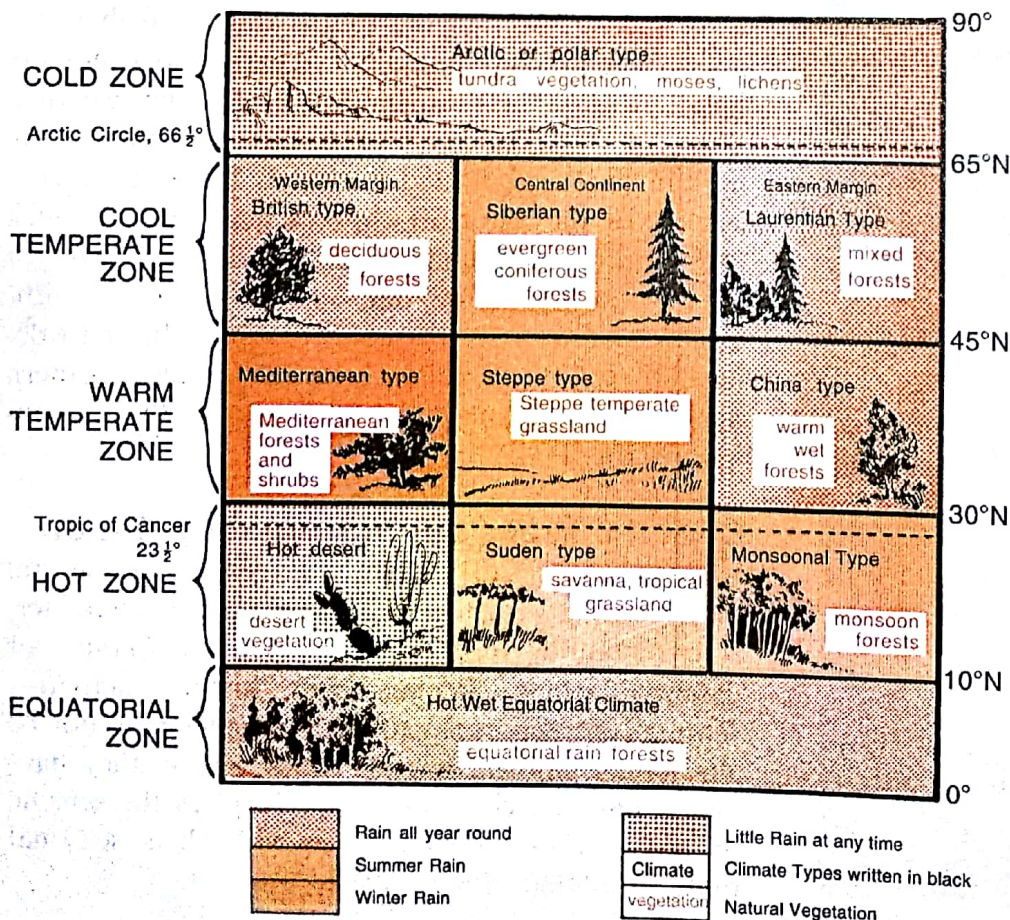 90°
COLD ZONE
Arctic or polar type
tundra vegetation, moses, lichens
Arctic Circle, 66 ½°
65°N
COOL
TEMPERATE
ZONE
Western Margin
British type
deciduous
forests
Central Continent
Siberian type
evergreen
coniferous
forests
Eastern Margin
Laurentian Type
mixed
forests
45°N
WARM
TEMPERATE
ZONE
Mediterranean type
Mediterranean
forests
and
shrubs
Steppe type
Steppe temperate
grassland
China type
warm
wet
forests
30°N
Tropic of Cancer
23 ½°
HOT ZONE
Hot desert
desert
vegetation
Suden type
savanna, tropical
grassland
Monsoonal Type
monsoon
forests
10°N
EQUATORIAL
ZONE
Hot Wet Equatorial Climate
equatorial rain forests
0°
Rain all year round
Summer Rain
Winter Rain
Little Rain at any time
Climate
Climate Types written in black
vegetation
Natural Vegetation